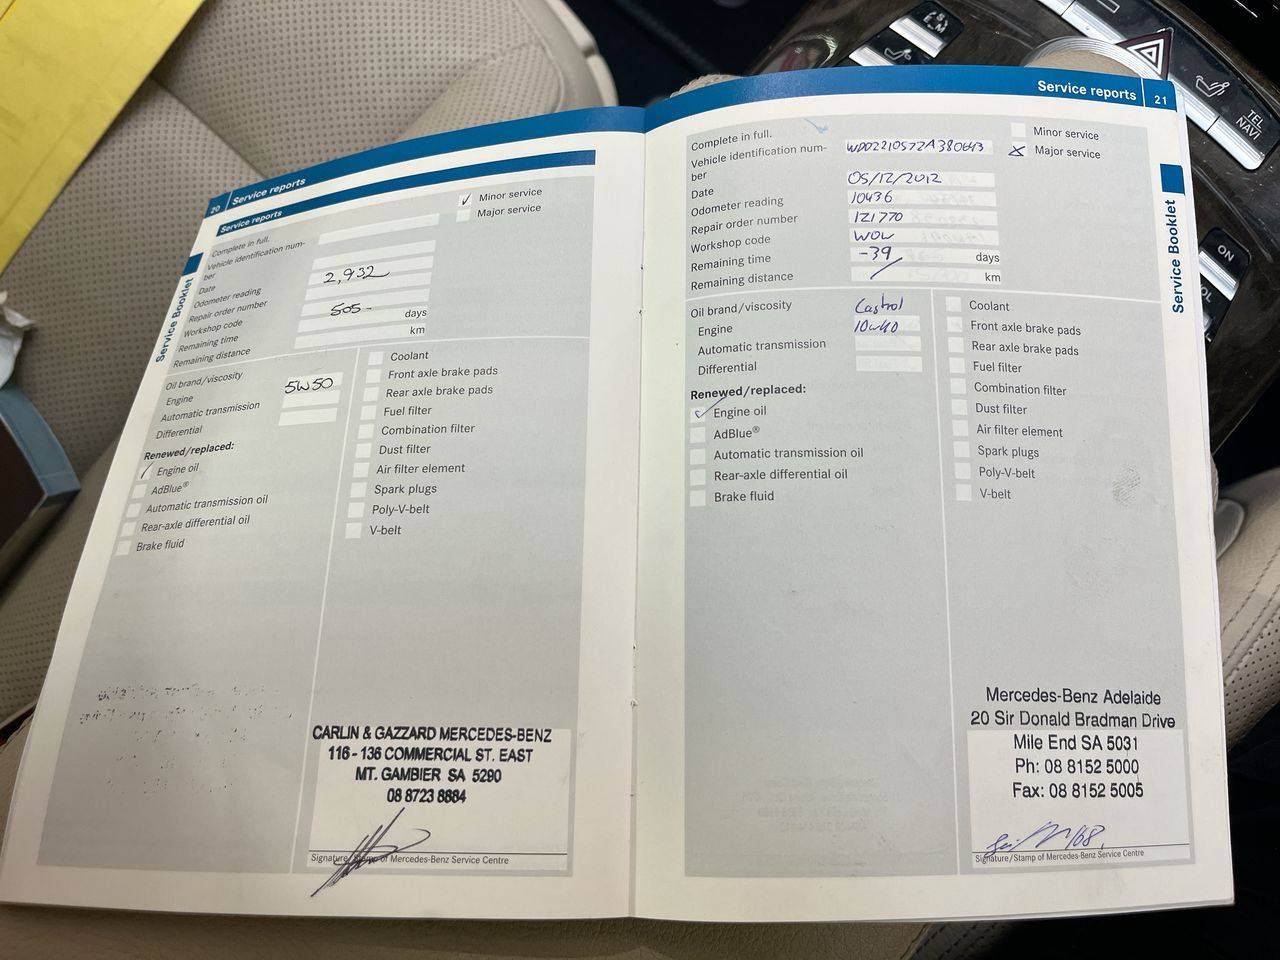 20 Service reports
Service reports
Complete in full.
Vehicle identification num-
ber
Date
Odometer reading
2,932
Repair order number
Workshop code
505-
Remaining time
days
Remaining distance
km
✓ Minor service
Major service
Service Booklet
Oil brand/viscosity
Engine
5W50
Automatic transmission
Differential
Renewed/replaced:
✓ Engine oil
AdBlue®
Automatic transmission oil
Rear-axle differential oil
Brake fluid
Coolant
Front axle brake pads
Rear axle brake pads
Fuel filter
Combination filter
Dust filter
Air filter element
Spark plugs
Poly-V-belt
V-belt
CARLIN & GAZZARD MERCEDES-BENZ
116 - 136 COMMERCIAL ST. EAST
MT. GAMBIER SA 5290
08 8723 8884
Signature/Stamp of Mercedes-Benz Service Centre
Service reports 21
Complete in full.
Vehicle identification num-
ber
Date 05/12/2012
Odometer reading 10436
Repair order number 121770
Workshop code WOW
Remaining time -39 days
Remaining distance / km
Minor service
X Major service
Service Booklet
Oil brand/viscosity Castrol
Engine 10w40
Automatic transmission
Differential
Renewed/replaced:
✓ Engine oil
AdBlue®
Automatic transmission oil
Rear-axle differential oil
Brake fluid
Coolant
Front axle brake pads
Rear axle brake pads
Fuel filter
Combination filter
Dust filter
Air filter element
Spark plugs
Poly-V-belt
V-belt
Mercedes-Benz Adelaide
20 Sir Donald Bradman Drive
Mile End SA 5031
Ph: 08 8152 5000
Fax: 08 8152 5005
Signature/Stamp of Mercedes-Benz Service Centre
S
E M
TEL
NAVI
ON